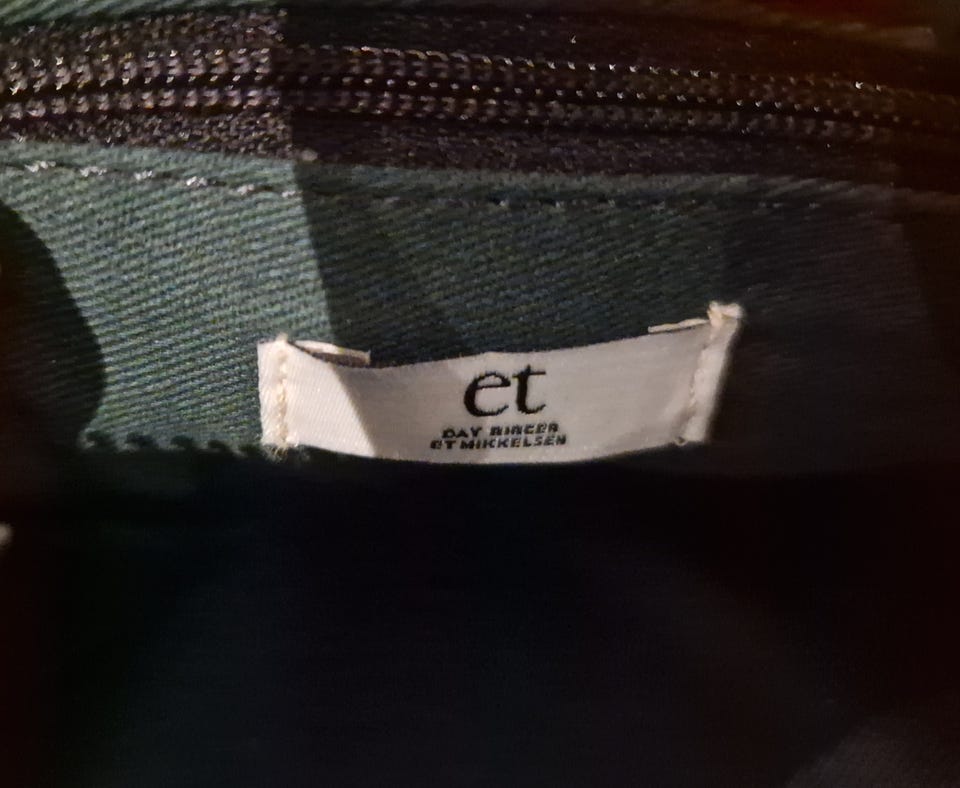 et
DAY BIRGER
ET MIKKELSEN